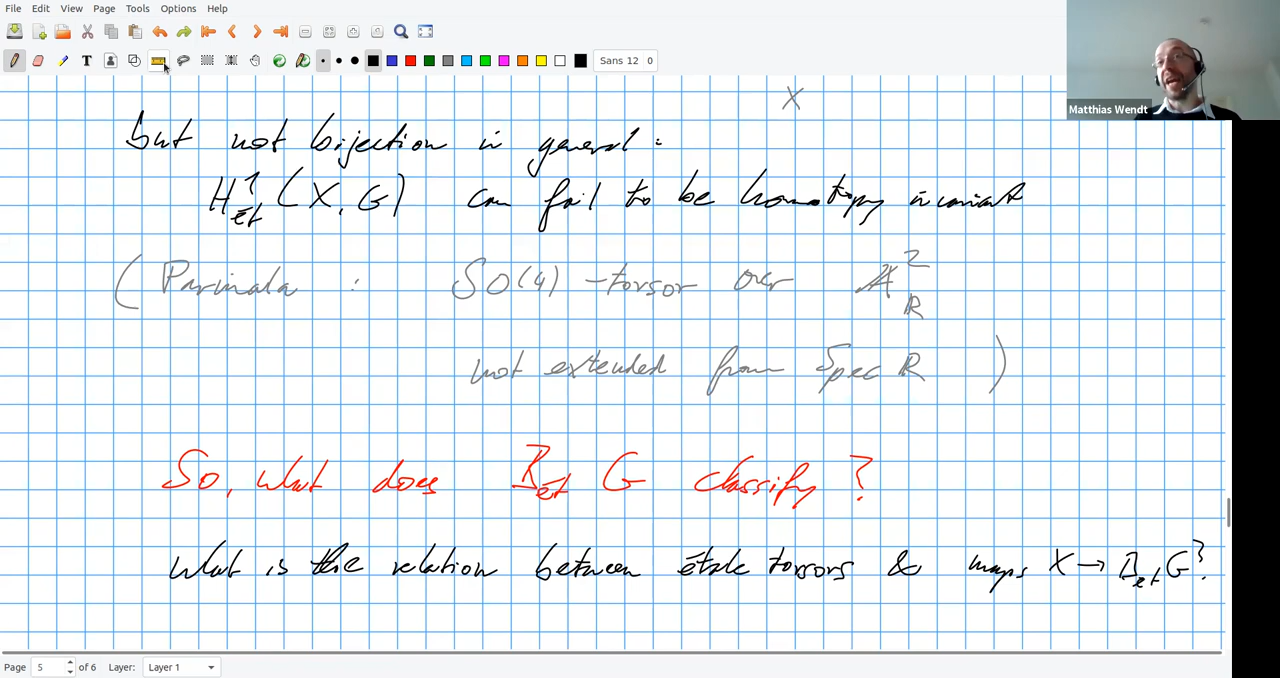 File Edit View Page Tools Options Help
Sans 12 0
Matthias Wendt
X
but not bijection in general:
H¹ét (X, G) can fail to be homotopy invariant
( Parimala : SO(4) -torsor over 𝔸²ℝ
not extended from Spec ℝ )
So, what does Bét G classify?
What is the relation between étale torsors & maps X → Bét G?
Page 5 of 6 Layer: Layer 1